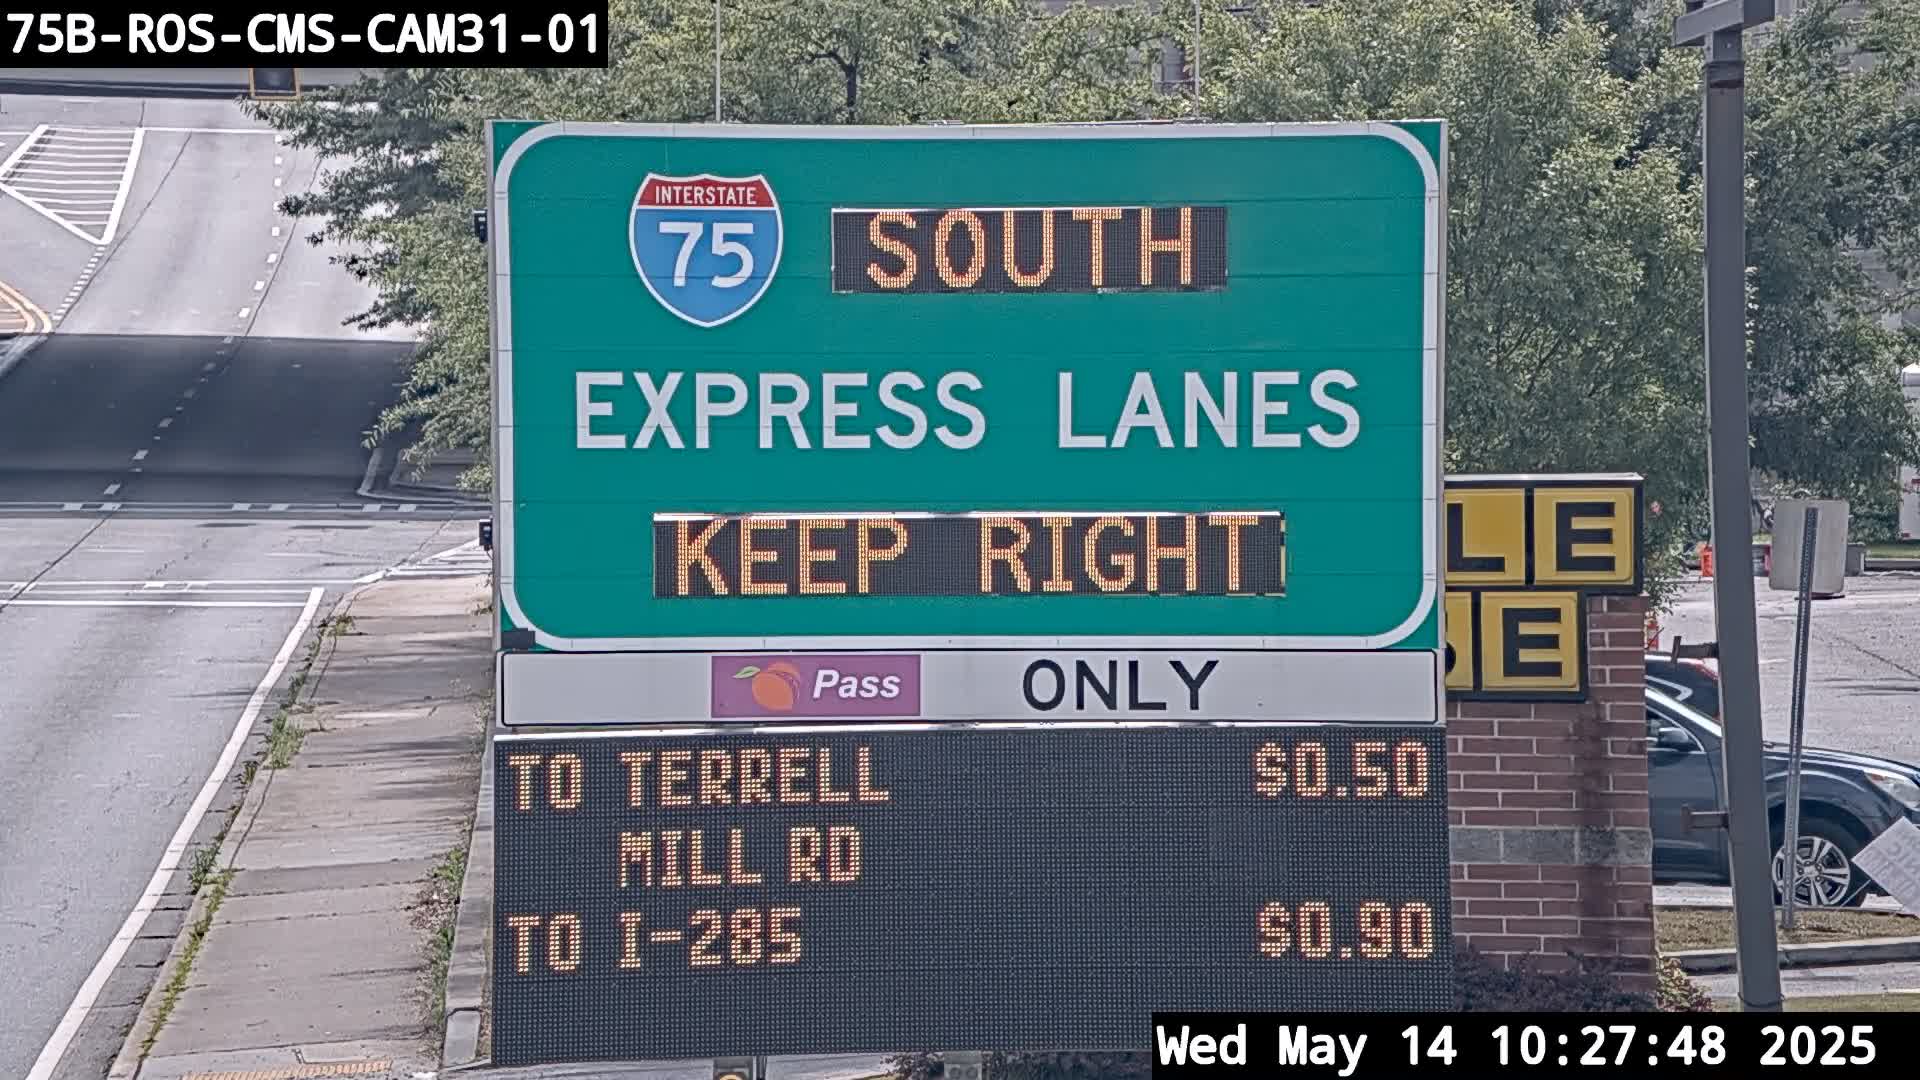 75B-ROS-CMS-CAM31-01
INTERSTATE
75
SOUTH
EXPRESS LANES
KEEP RIGHT
LE
E
Pass ONLY
TO TERRELL $0.50
MILL RD
TO I-285 $0.90
Wed May 14 10:27:48 2025